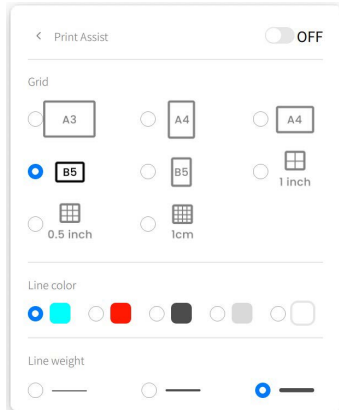 Print Assist OFF
Grid
A3 A4 A4
B5 B5 1 inch
0.5 inch 1cm
Line color
Line weight